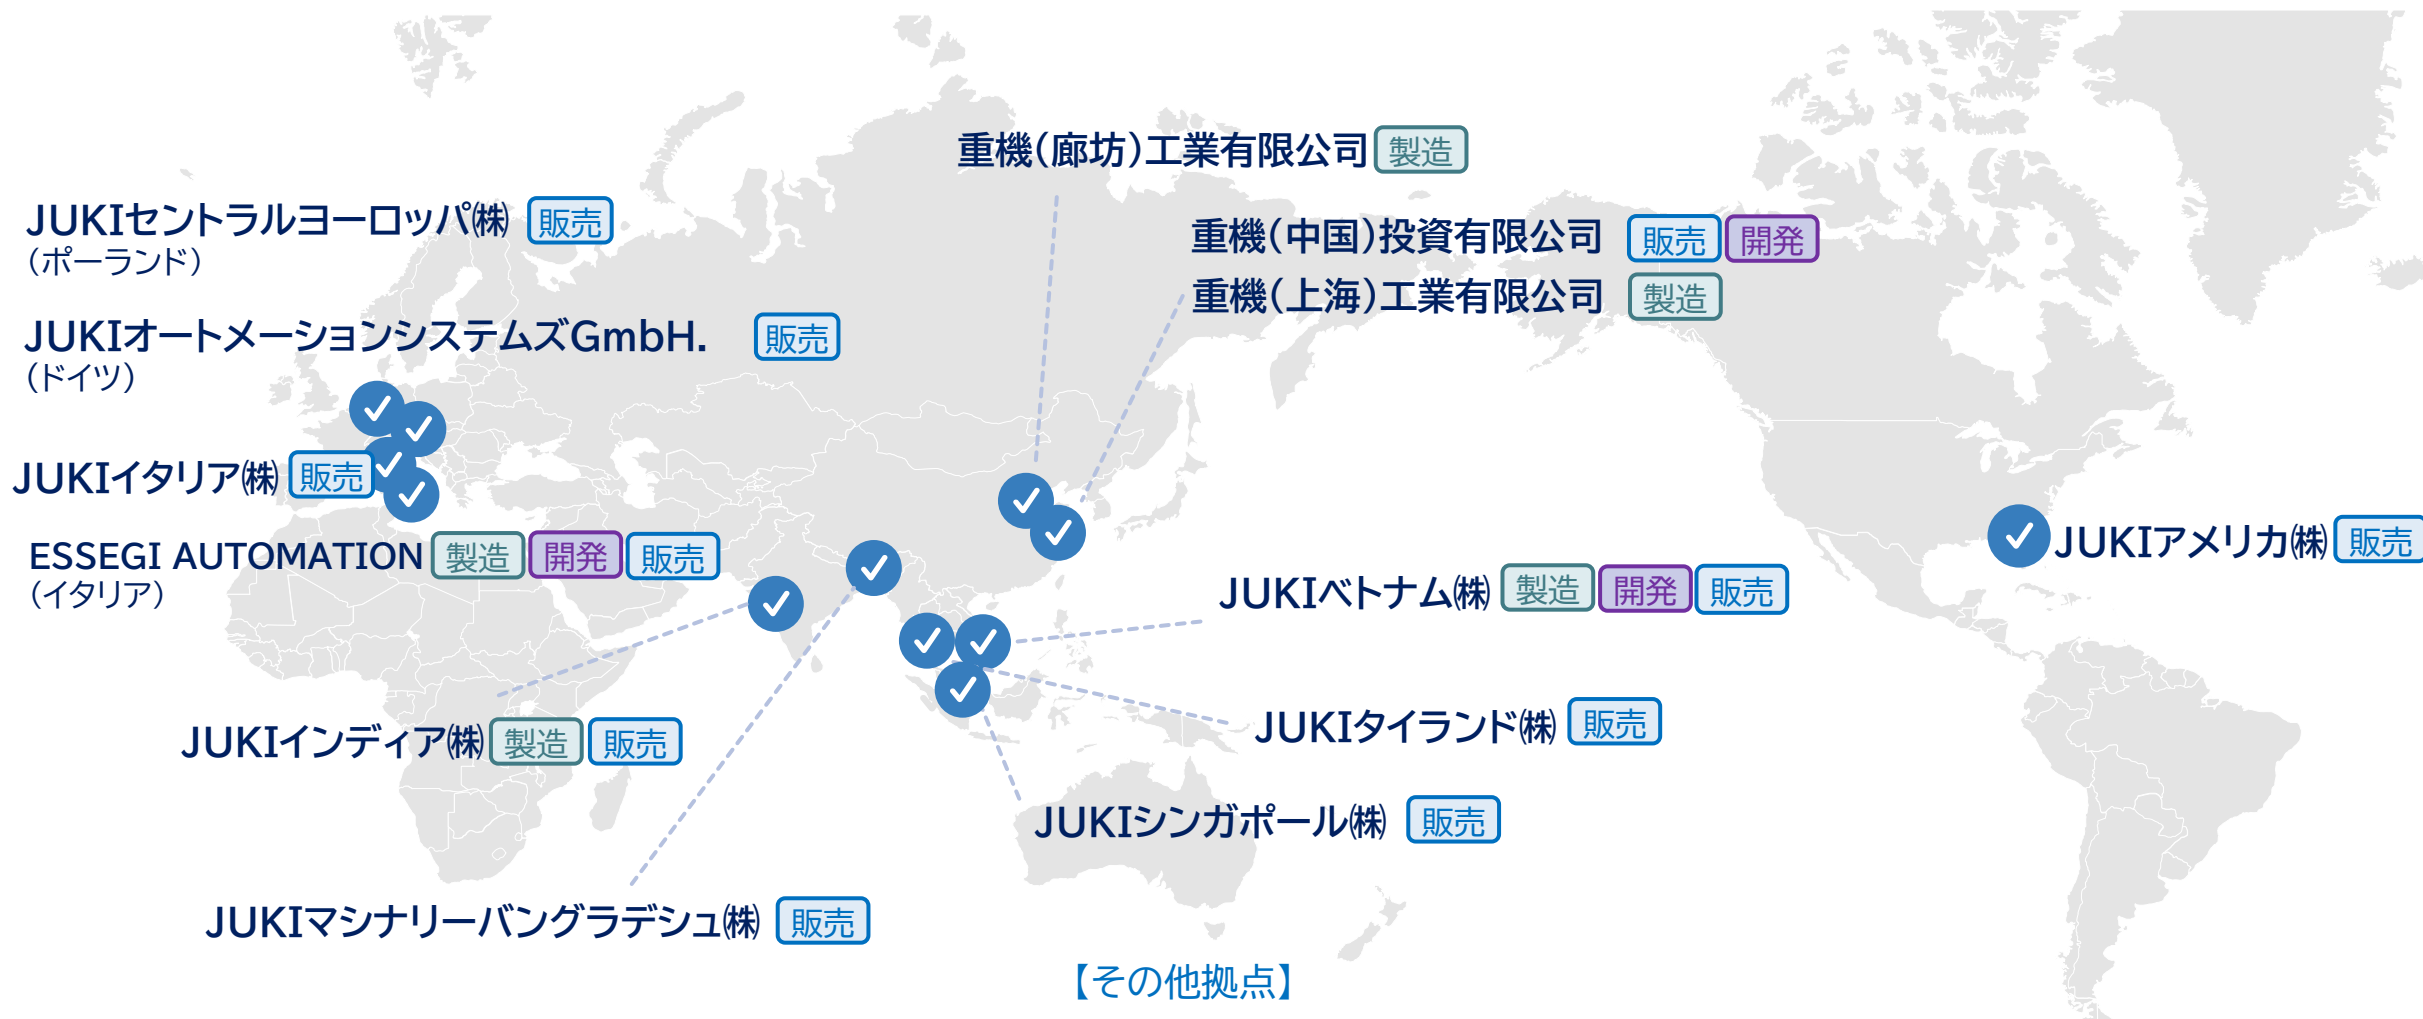 重機（廊坊）工業有限公司 製造
JUKIセントラルヨーロッパ㈱ 販売
（ポーランド）
重機（中国）投資有限公司 販売 開発
重機（上海）工業有限公司 製造
JUKIオートメーションシステムズGmbH. 販売
（ドイツ）
JUKIイタリア㈱ 販売
ESSEGI AUTOMATION 製造 開発 販売
（イタリア）
JUKIアメリカ㈱ 販売
JUKIベトナム㈱ 製造 開発 販売
JUKIインディア㈱ 製造 販売
JUKIタイランド㈱ 販売
JUKIシンガポール㈱ 販売
JUKIマシナリーバングラデシュ㈱ 販売
【その他拠点】